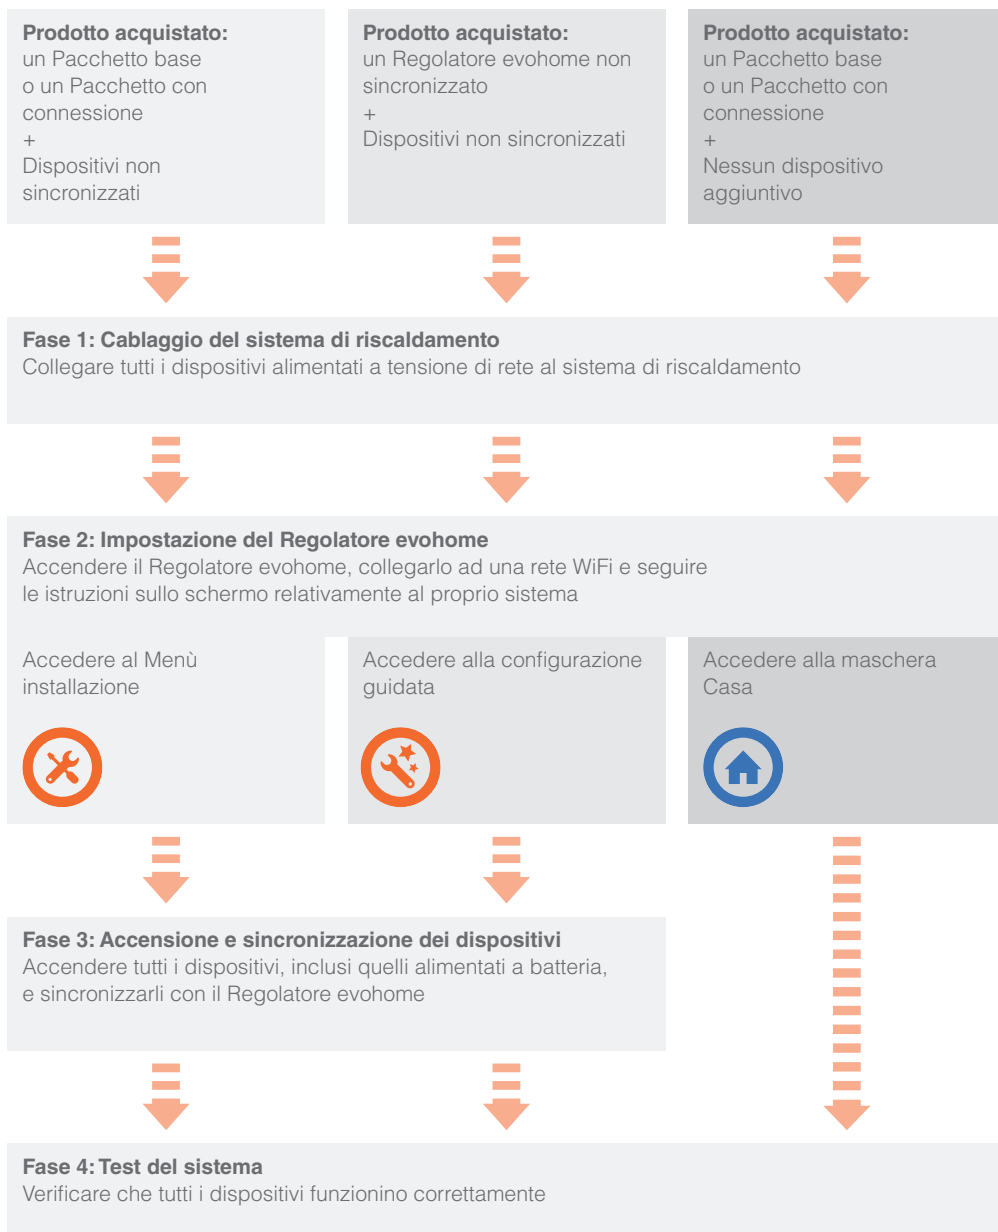 Prodotto acquistato:
un Pacchetto base
o un Pacchetto con
connessione
+
Dispositivi non
sincronizzati
Prodotto acquistato:
un Regolatore evohome non
sincronizzato
+
Dispositivi non sincronizzati
Prodotto acquistato:
un Pacchetto base
o un Pacchetto con
connessione
+
Nessun dispositivo
aggiuntivo
Fase 1: Cablaggio del sistema di riscaldamento
Collegare tutti i dispositivi alimentati a tensione di rete al sistema di riscaldamento
Fase 2: Impostazione del Regolatore evohome
Accendere il Regolatore evohome, collegarlo ad una rete WiFi e seguire
le istruzioni sullo schermo relativamente al proprio sistema
Accedere al Menù
installazione
Accedere alla configurazione
guidata
Accedere alla maschera
Casa
Fase 3: Accensione e sincronizzazione dei dispositivi
Accendere tutti i dispositivi, inclusi quelli alimentati a batteria,
e sincronizzarli con il Regolatore evohome
Fase 4: Test del sistema
Verificare che tutti i dispositivi funzionino correttamente